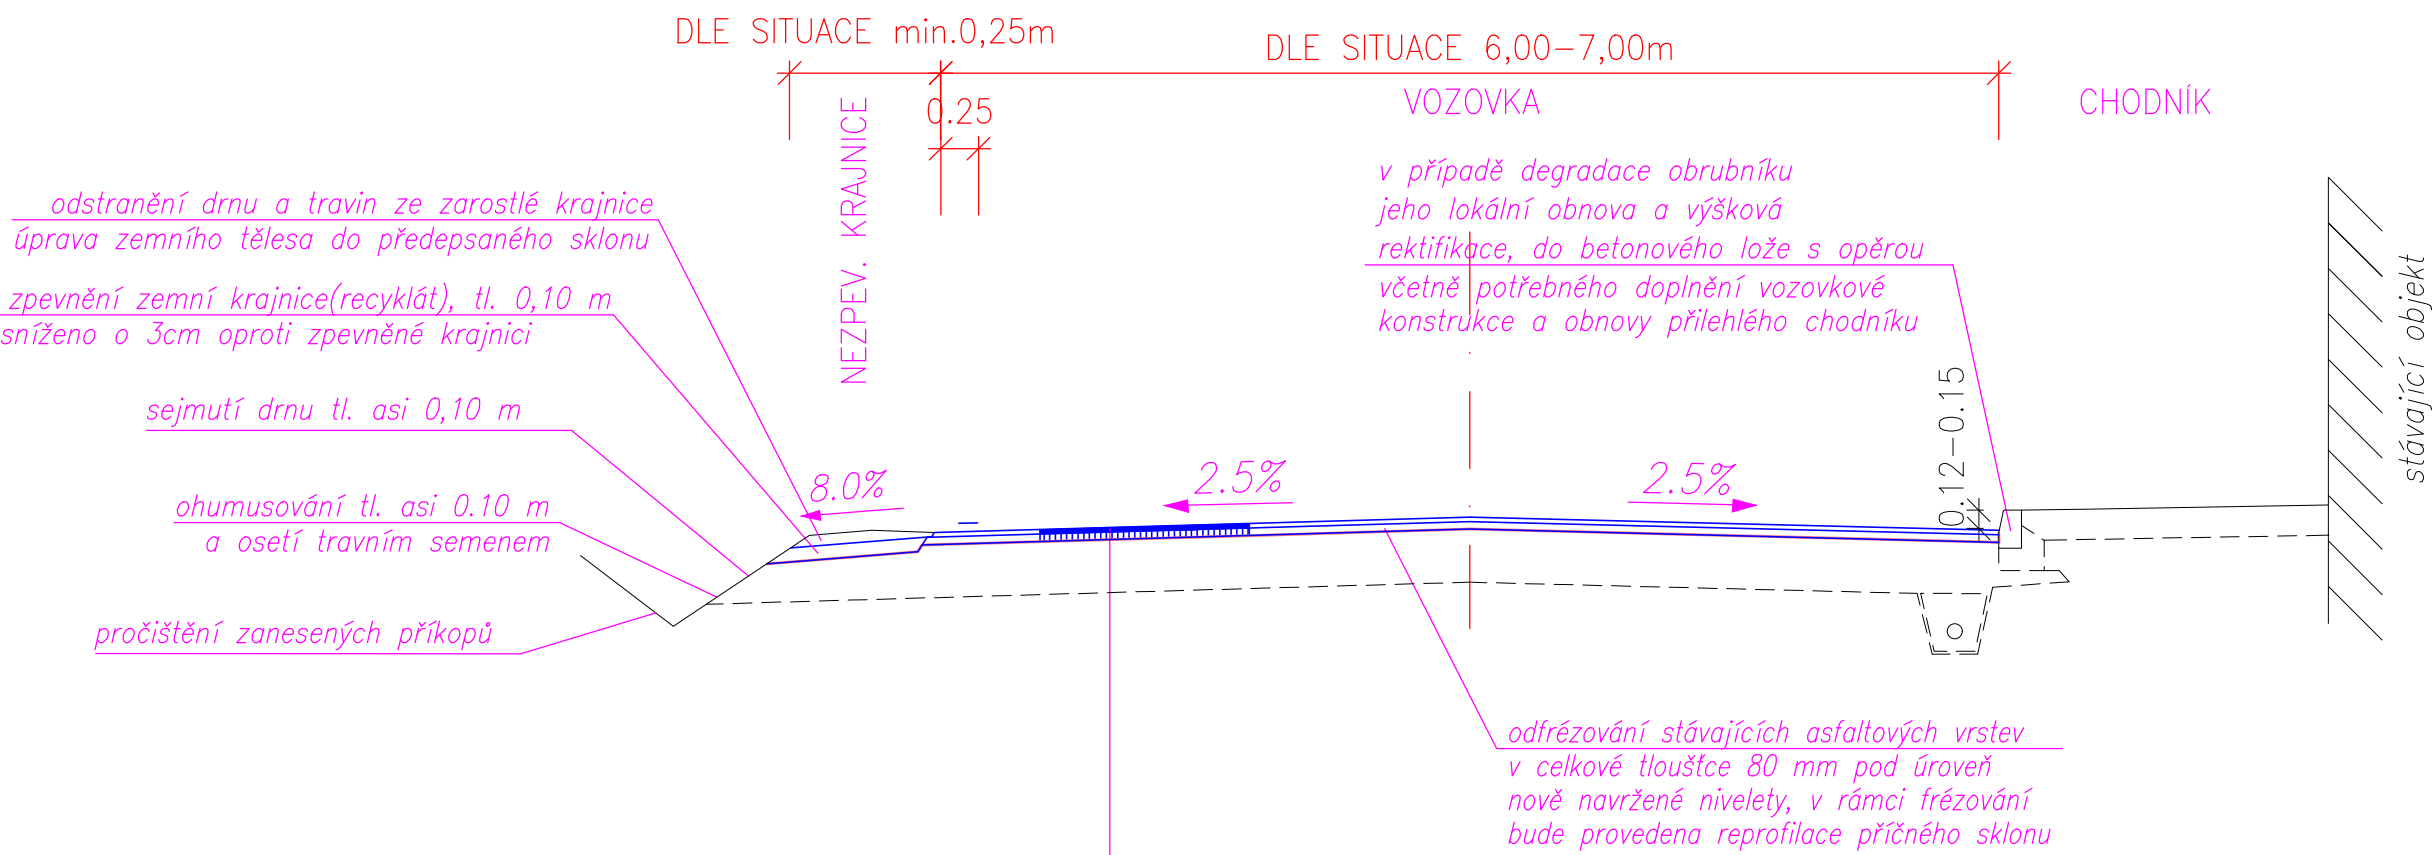 DLE SITUACE min.0,25m
DLE SITUACE 6,00-7,00m
0.25
VOZOVKA
CHODNÍK
NEZPEV. KRAJNICE
odstranění drnu a travin ze zarostlé krajnice
úprava zemního tělesa do předepsaného sklonu
zpevnění zemní krajnice(recyklát), tl. 0,10 m
sníženo o 3cm oproti zpevněné krajnici
sejmutí drnu tl. asi 0,10 m
ohumusování tl. asi 0.10 m
a osetí travním semenem
pročištění zanesených příkopů
v případě degradace obrubníku
jeho lokální obnova a výšková
rektifikace, do betonového lože s opěrou
včetně potřebného doplnění vozovkové
konstrukce a obnovy přilehlého chodníku
8.0%
2.5%
2.5%
0.12-0.15
stávající objekt
odfrézování stávajících asfaltových vrstev
v celkové tloušťce 80 mm pod úroveň
nově navržené nivelety, v rámci frézování
bude provedena reprofilace příčného sklonu